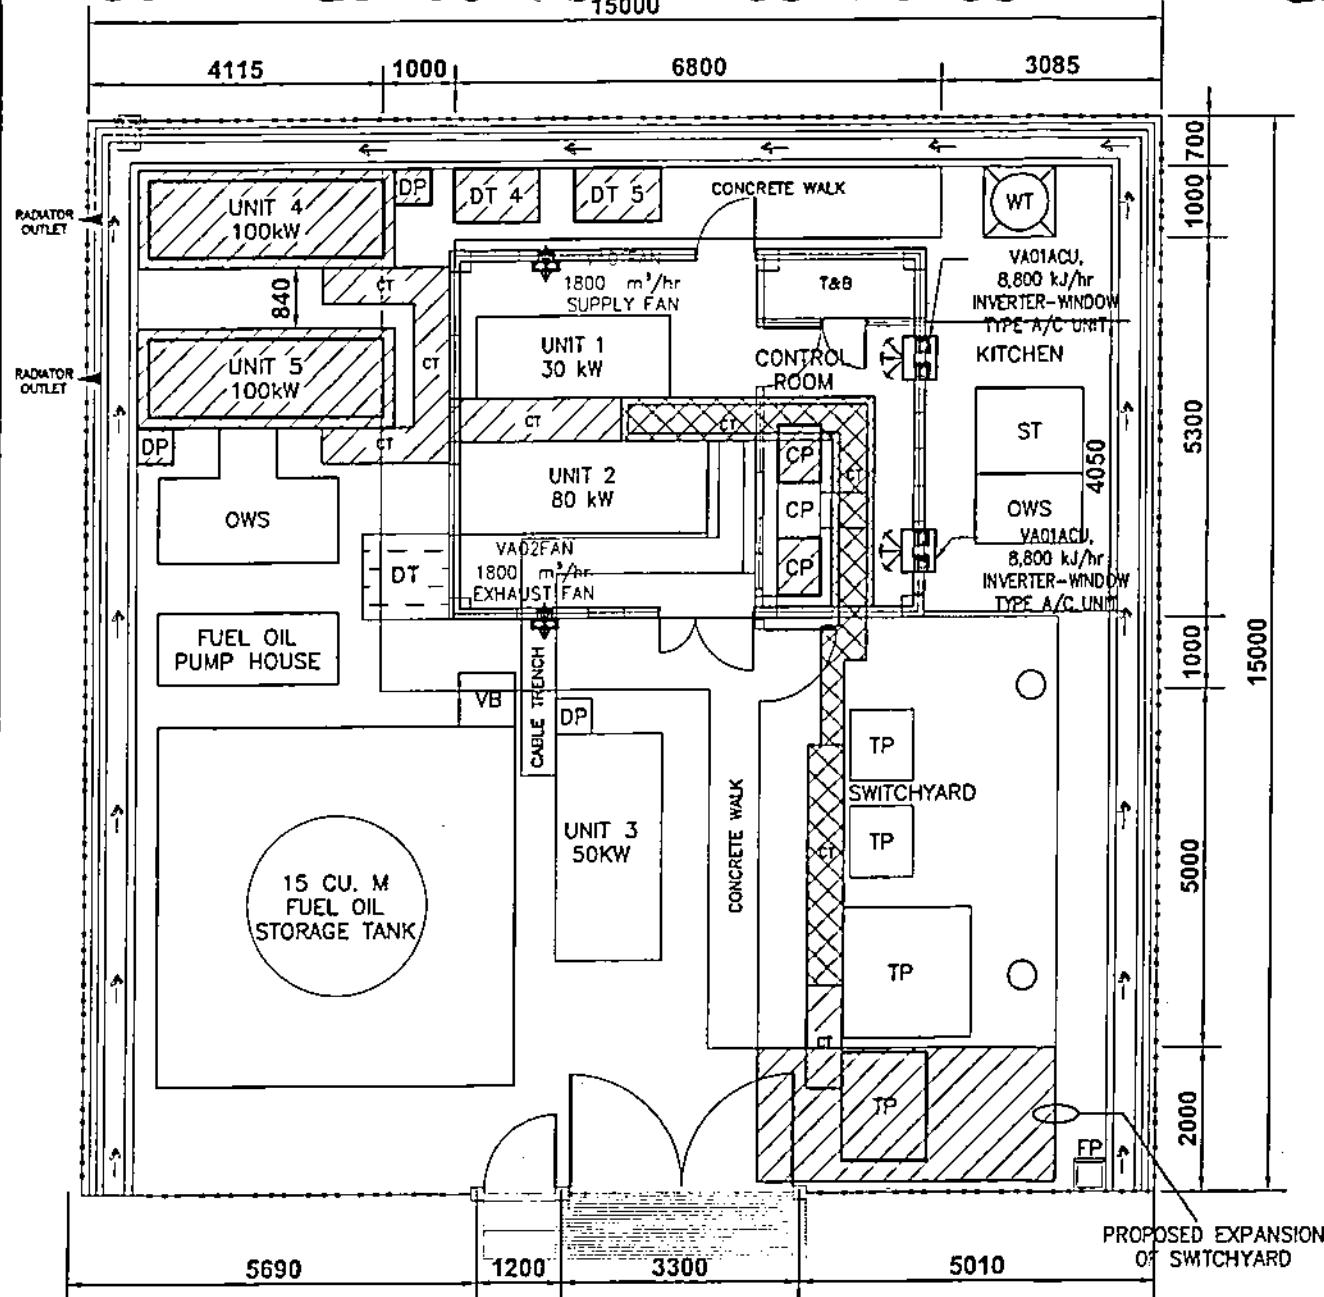 15000
4115
1000
6800
3085
700
1000
5300
1000
15000
5000
2000
UNIT 4
100kW
DP
DT 4
DT 5
CONCRETE WALK
WT
RADIATOR
OUTLET
840
CT
1800 m³/hr
SUPPLY FAN
T&B
VA01ACU,
8,800 kJ/hr
INVERTER-WINDOW
TYPE A/C UNIT
KITCHEN
UNIT 5
100kW
RADIATOR
OUTLET
CT
UNIT 1
30 kW
CONTROL
ROOM
CT
CT
CT
DP
UNIT 2
80 kW
CP
CT
CP
CP
ST
4050
OWS
OWS
VA01ACU,
8,800 kJ/hr
INVERTER-WINDOW
TYPE A/C UNIT
DT
VA02FAN
1800 m³/hr
EXHAUST FAN
FUEL OIL
PUMP HOUSE
VB
CABLE TRENCH
DP
UNIT 3
50KW
CONCRETE WALK
TP
SWITCHYARD
TP
CT
TP
CT
TP
15 CU. M
FUEL OIL
STORAGE TANK
FP
PROPOSED EXPANSION
OF SWITCHYARD
5690
1200
3300
5010